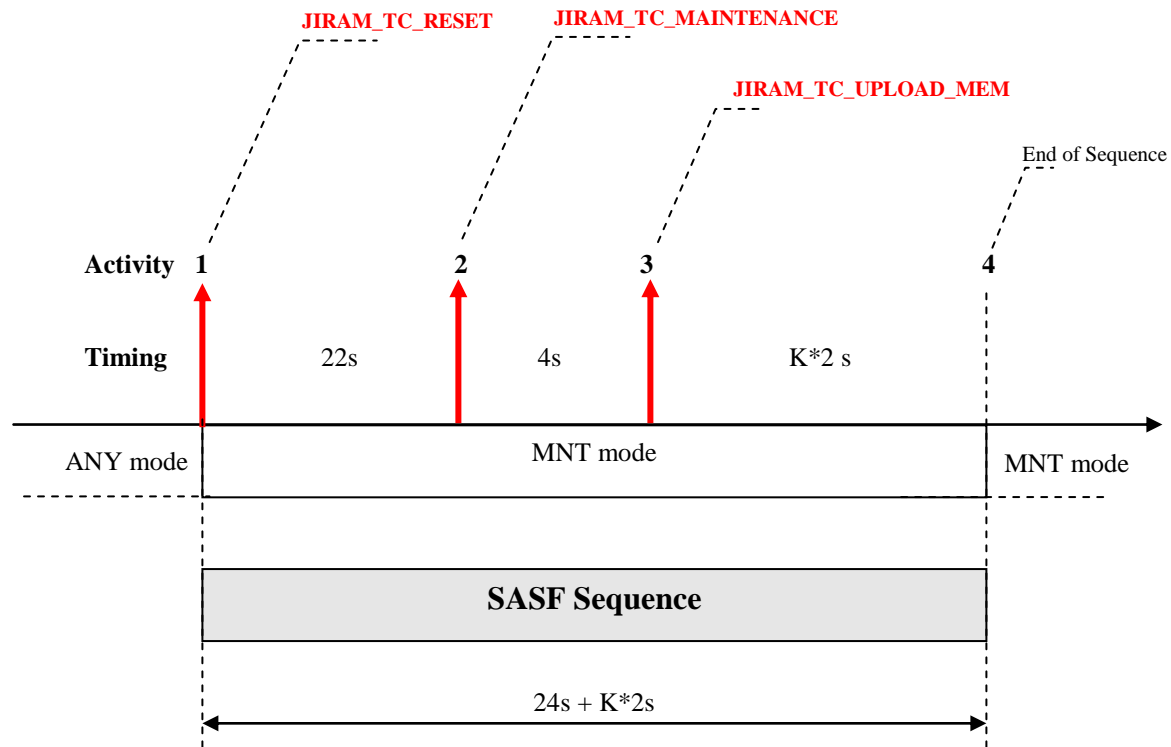 JIRAM_TC_RESET
JIRAM_TC_MAINTENANCE
JIRAM_TC_UPLOAD_MEM
End of Sequence
Activity 1 2 3 4
Timing 22s 4s K*2 s
ANY mode MNT mode MNT mode
SASF Sequence
24s + K*2s